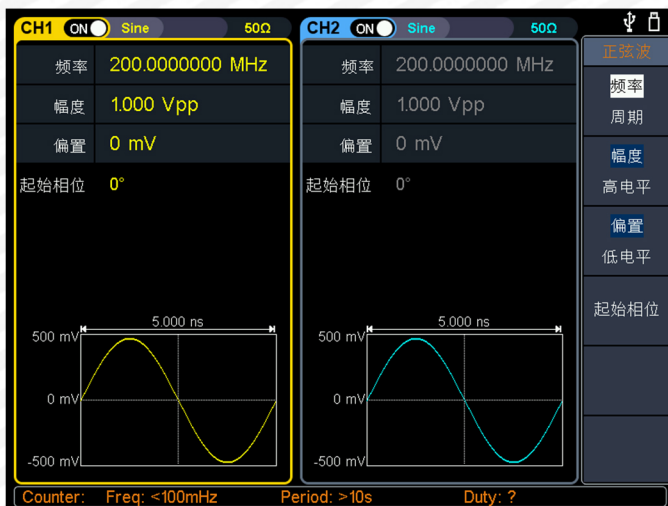 CH1 ON Sine 50Ω
频率 200.0000000 MHz
幅度 1.000 Vpp
偏置 0 mV
起始相位 0°
5.000 ns
500 mV
0 mV
-500 mV
CH2 ON Sine 50Ω
频率 200.0000000 MHz
幅度 1.000 Vpp
偏置 0 mV
起始相位 0°
5.000 ns
500 mV
0 mV
-500 mV
正弦波
频率
周期
幅度
高电平
偏置
低电平
起始相位
Counter: Freq: <100mHz Period: >10s Duty: ?